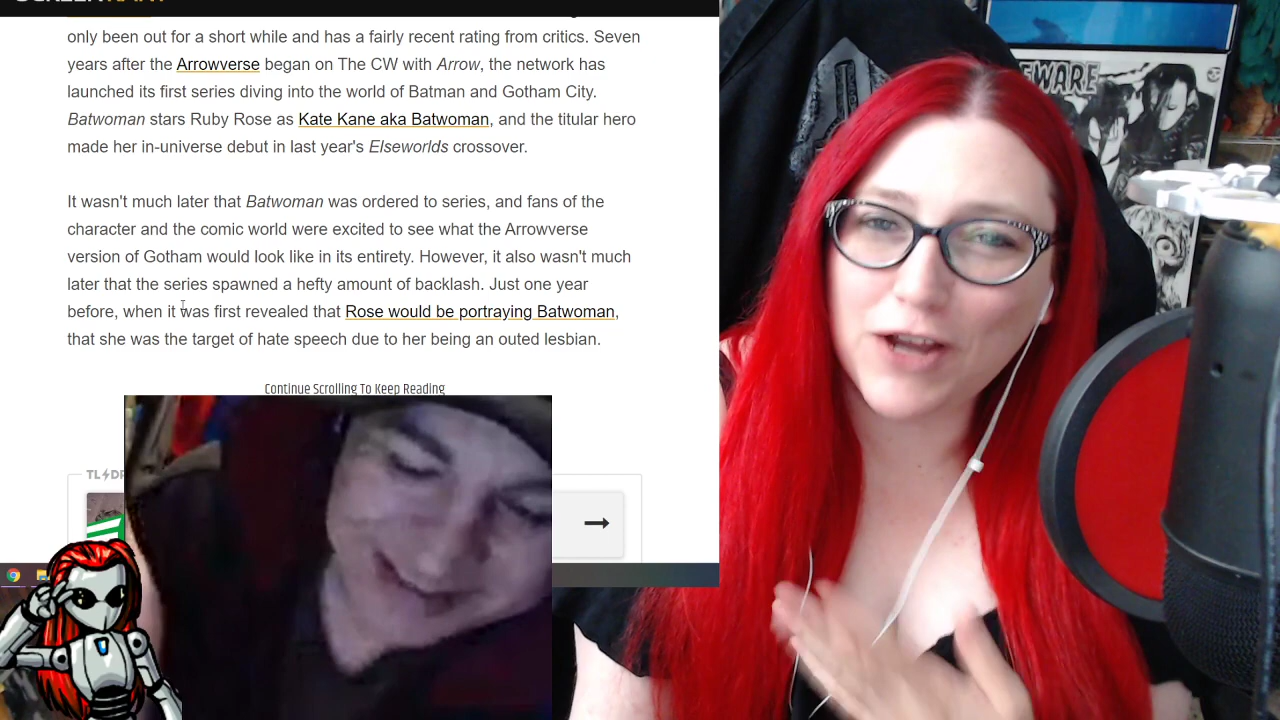 only been out for a short while and has a fairly recent rating from critics. Seven
years after the Arrowverse began on The CW with Arrow, the network has
launched its first series diving into the world of Batman and Gotham City.
Batwoman stars Ruby Rose as Kate Kane aka Batwoman, and the titular hero
made her in-universe debut in last year's Elseworlds crossover.
It wasn't much later that Batwoman was ordered to series, and fans of the
character and the comic world were excited to see what the Arrowverse
version of Gotham would look like in its entirety. However, it also wasn't much
later that the series spawned a hefty amount of backlash. Just one year
before, when it was first revealed that Rose would be portraying Batwoman,
that she was the target of hate speech due to her being an outed lesbian.
Continue Scrolling To Keep Reading